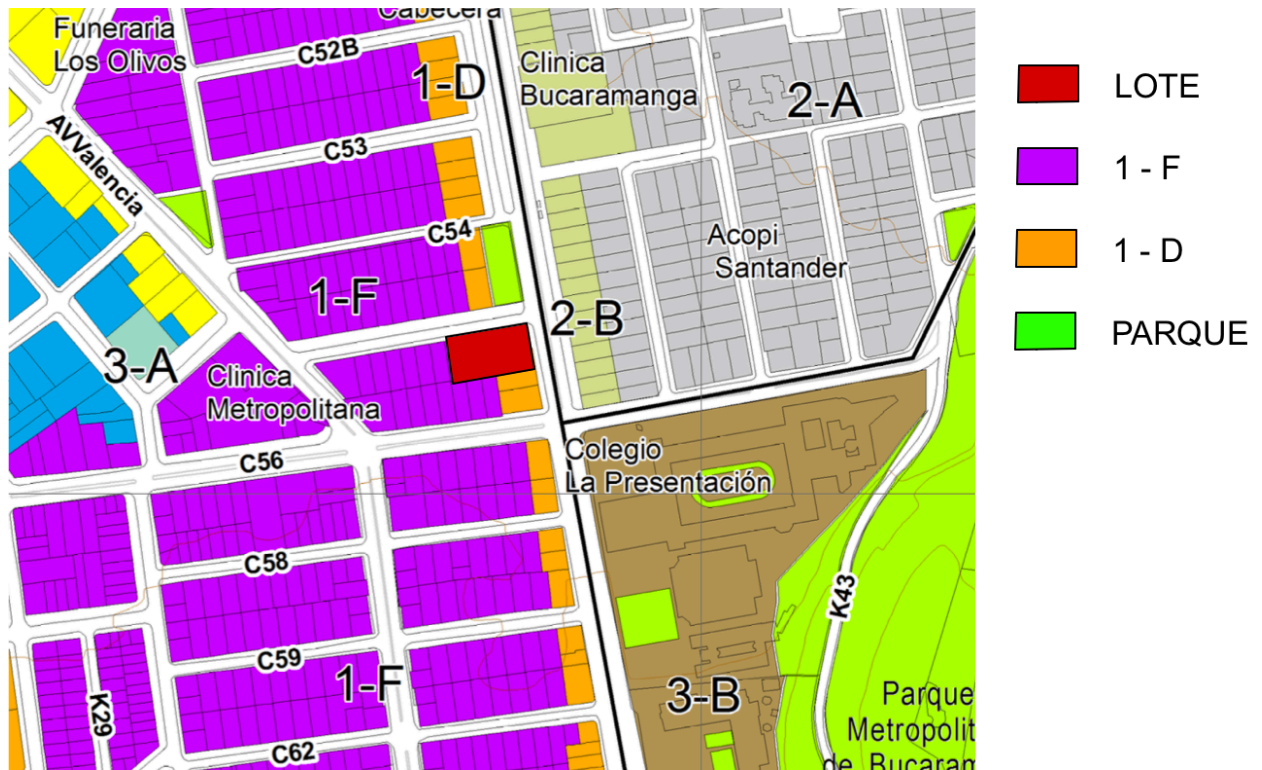 Cabecera
Funeraria
Los Olivos
C52B
1-D
Clinica
Bucaramanga
2-A
AVValencia
C53
C54
Acopi
Santander
1-F
2-B
3-A
Clinica
Metropolitana
C56
Colegio
La Presentación
C58
K43
C59
1-F
3-B
K29
C62
Parque
Metropolit
de Bucaram
LOTE
1 - F
1 - D
PARQUE